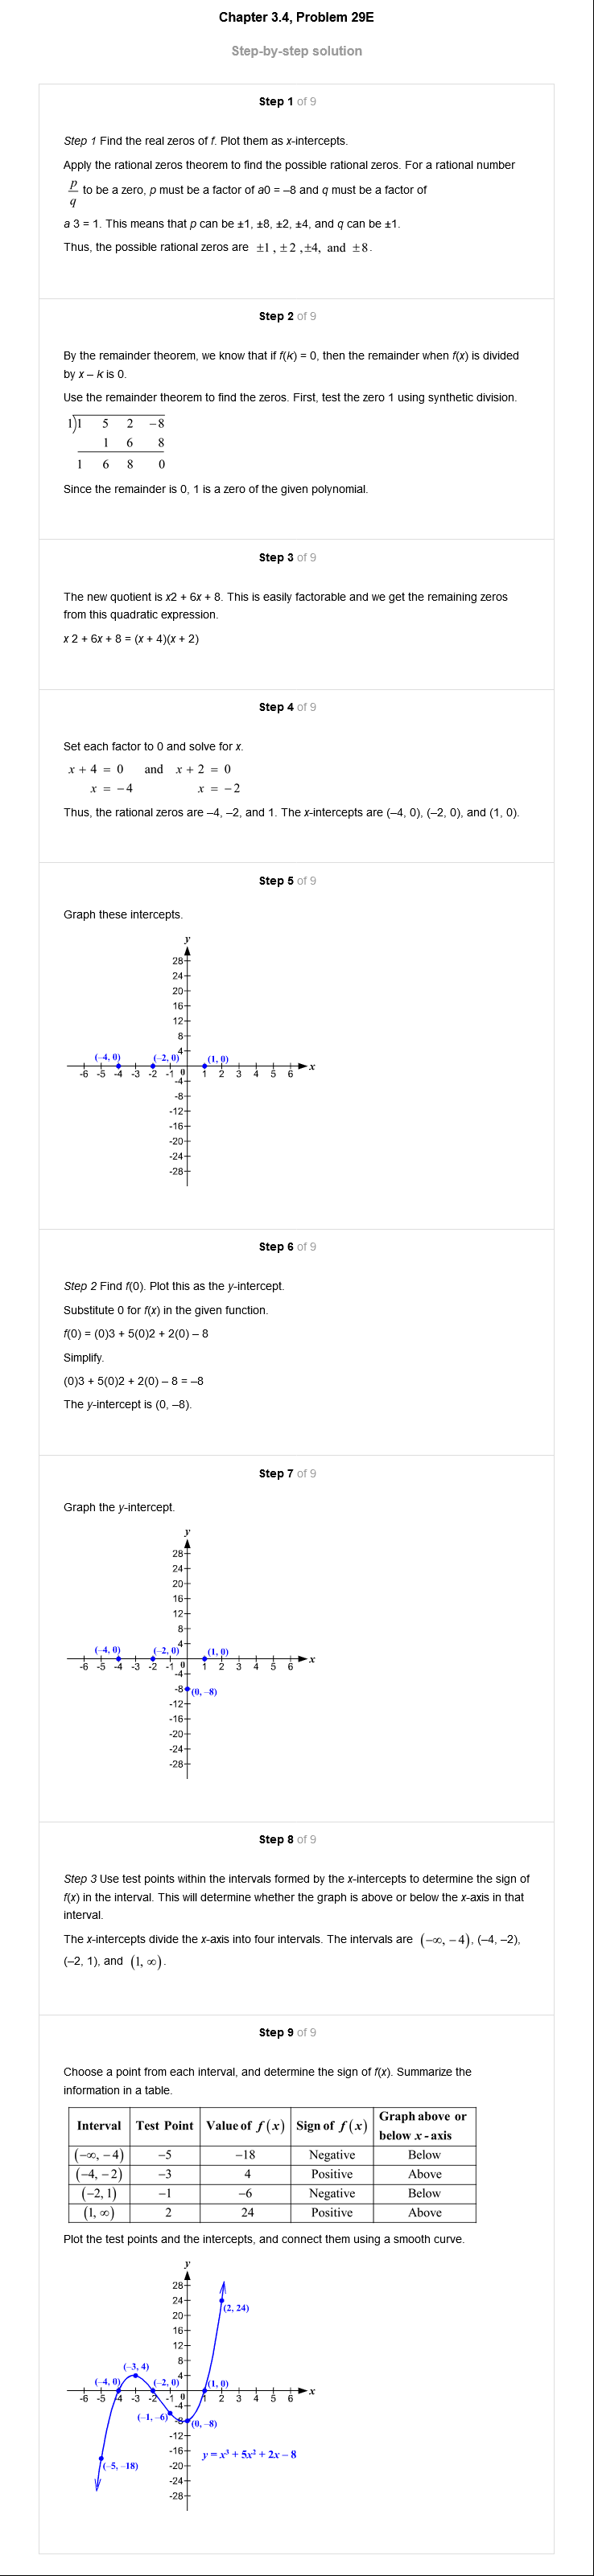 Chapter 3.4, Problem 29E
Step-by-step solution
Step 1 of 9
Step 1 Find the real zeros of f. Plot them as x-intercepts.
Apply the rational zeros theorem to find the possible rational zeros. For a rational number
p/q to be a zero, p must be a factor of a0 = –8 and q must be a factor of
a 3 = 1. This means that p can be ±1, ±8, ±2, ±4, and q can be ±1.
Thus, the possible rational zeros are ±1 , ±2 ,±4, and ±8.
Step 2 of 9
By the remainder theorem, we know that if f(k) = 0, then the remainder when f(x) is divided
by x – k is 0.
Use the remainder theorem to find the zeros. First, test the zero 1 using synthetic division.
1)1 5 2 −8
1 6 8
1 6 8 0
Since the remainder is 0, 1 is a zero of the given polynomial.
Step 3 of 9
The new quotient is x2 + 6x + 8. This is easily factorable and we get the remaining zeros
from this quadratic expression.
x 2 + 6x + 8 = (x + 4)(x + 2)
Step 4 of 9
Set each factor to 0 and solve for x.
x + 4 = 0 and x + 2 = 0
x = −4 x = −2
Thus, the rational zeros are –4, –2, and 1. The x-intercepts are (–4, 0), (–2, 0), and (1, 0).
Step 5 of 9
Graph these intercepts.
y
28
24
20
16
12
8
4
(–4, 0) (–2, 0) (1, 0)
x
-6 -5 -4 -3 -2 -1 0 1 2 3 4 5 6
-4
-8
-12
-16
-20
-24
-28
Step 6 of 9
Step 2 Find f(0). Plot this as the y-intercept.
Substitute 0 for f(x) in the given function.
f(0) = (0)3 + 5(0)2 + 2(0) – 8
Simplify.
(0)3 + 5(0)2 + 2(0) – 8 = –8
The y-intercept is (0, –8).
Step 7 of 9
Graph the y-intercept.
y
28
24
20
16
12
8
4
(–4, 0) (–2, 0) (1, 0)
x
-6 -5 -4 -3 -2 -1 0 1 2 3 4 5 6
-4
-8 (0, –8)
-12
-16
-20
-24
-28
Step 8 of 9
Step 3 Use test points within the intervals formed by the x-intercepts to determine the sign of
f(x) in the interval. This will determine whether the graph is above or below the x-axis in that
interval.
The x-intercepts divide the x-axis into four intervals. The intervals are (−∞, −4), (–4, –2),
(–2, 1), and (1, ∞).
Step 9 of 9
Choose a point from each interval, and determine the sign of f(x). Summarize the
information in a table.
Interval Test Point Value of f(x) Sign of f(x) Graph above or below x-axis
(−∞, −4) −5 −18 Negative Below
(−4, −2) −3 4 Positive Above
(−2, 1) −1 −6 Negative Below
(1, ∞) 2 24 Positive Above
Plot the test points and the intercepts, and connect them using a smooth curve.
y
28
24
(2, 24)
20
16
12
8
(–3, 4)
4
(–4, 0) (–2, 0) (1, 0)
x
-6 -5 -4 -3 -2 -1 0 1 2 3 4 5 6
-4
(–1, –6)
-8 (0, –8)
-12
-16
y = x³ + 5x² + 2x – 8
-20
(–5, –18)
-24
-28